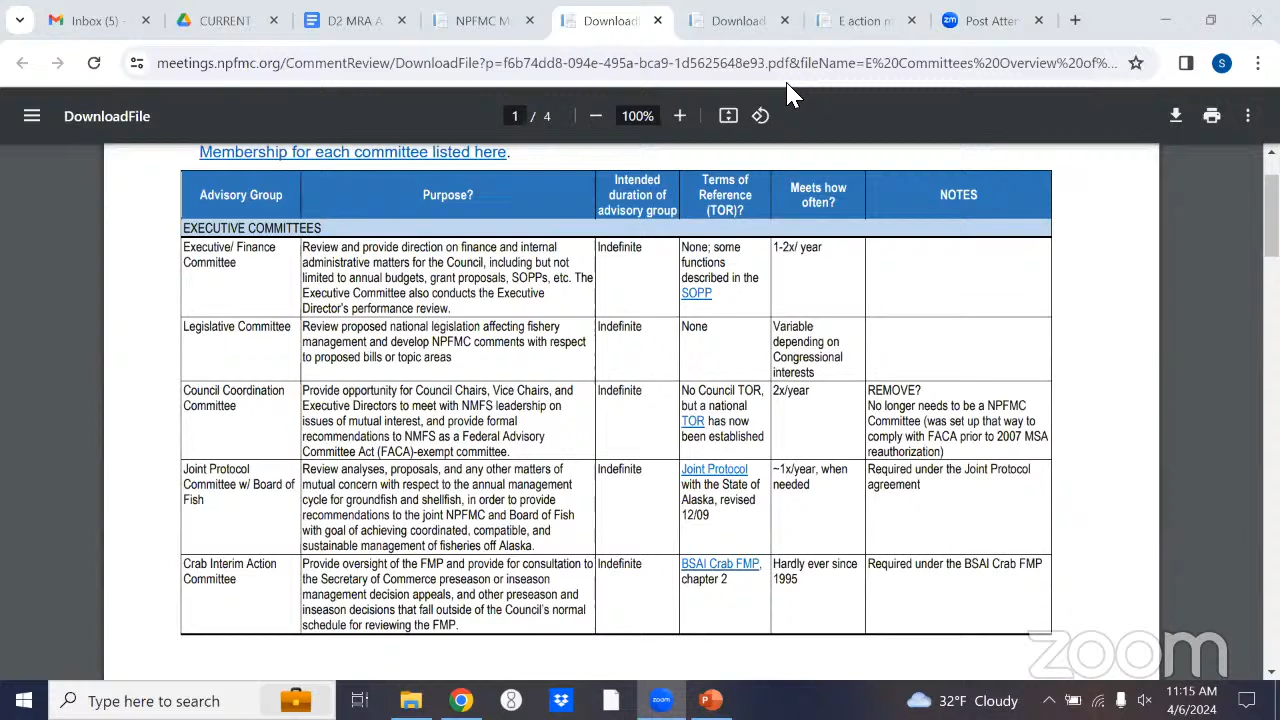 Inbox (5) -
CURRENT
D2 MRA A
NPFMC M
Download
Download
E action m
zm Post Atter
meetings.npfmc.org/CommentReview/DownloadFile?p=f6b74dd8-094e-495a-bca9-1d5625648e93.pdf&fileName=E%20Committees%20Overview%20of%...
S
DownloadFile
1 / 4
100%
Membership for each committee listed here.
Advisory Group
Purpose?
Intended
duration of
advisory group
Terms of
Reference
(TOR)?
Meets how
often?
NOTES
EXECUTIVE COMMITTEES
Executive/ Finance
Committee
Review and provide direction on finance and internal
administrative matters for the Council, including but not
limited to annual budgets, grant proposals, SOPPs, etc. The
Executive Committee also conducts the Executive
Director's performance review.
Indefinite
None; some
functions
described in the
SOPP
1-2x/ year
Legislative Committee
Review proposed national legislation affecting fishery
management and develop NPFMC comments with respect
to proposed bills or topic areas
Indefinite
None
Variable
depending on
Congressional
interests
Council Coordination
Committee
Provide opportunity for Council Chairs, Vice Chairs, and
Executive Directors to meet with NMFS leadership on
issues of mutual interest, and provide formal
recommendations to NMFS as a Federal Advisory
Committee Act (FACA)-exempt committee.
Indefinite
No Council TOR,
but a national
TOR has now
been established
2x/year
REMOVE?
No longer needs to be a NPFMC
Committee (was set up that way to
comply with FACA prior to 2007 MSA
reauthorization)
Joint Protocol
Committee w/ Board of
Fish
Review analyses, proposals, and any other matters of
mutual concern with respect to the annual management
cycle for groundfish and shellfish, in order to provide
recommendations to the joint NPFMC and Board of Fish
with goal of achieving coordinated, compatible, and
sustainable management of fisheries off Alaska.
Indefinite
Joint Protocol
with the State of
Alaska, revised
12/09
~1x/year, when
needed
Required under the Joint Protocol
agreement
Crab Interim Action
Committee
Provide oversight of the FMP and provide for consultation to
the Secretary of Commerce preseason or inseason
management decision appeals, and other preseason and
inseason decisions that fall outside of the Council's normal
schedule for reviewing the FMP.
Indefinite
BSAI Crab FMP,
chapter 2
Hardly ever since
1995
Required under the BSAI Crab FMP
zoom
Type here to search
zoom
32°F Cloudy
11:15 AM
4/6/2024